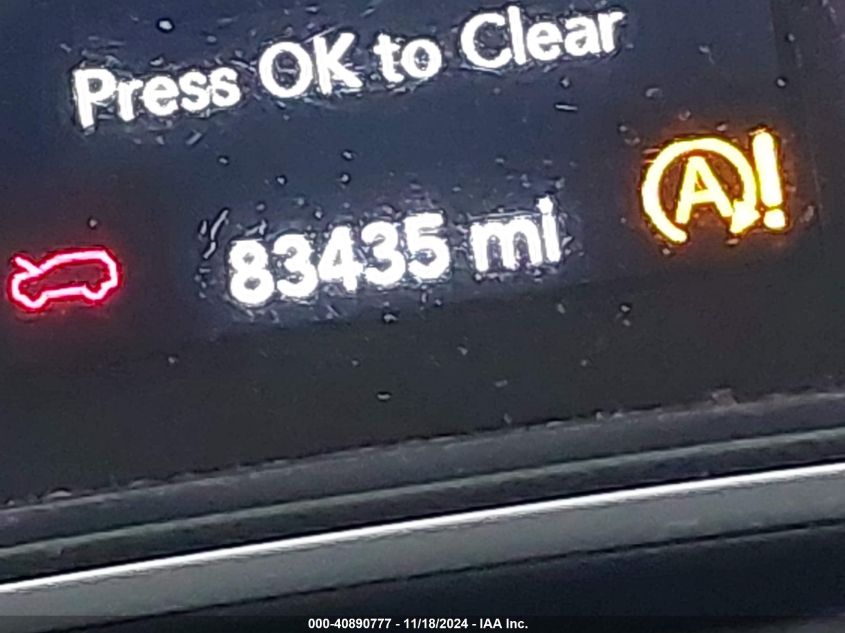 Press OK to Clear
A!
83435 mi
000-40890777 - 11/18/2024 - IAA Inc.